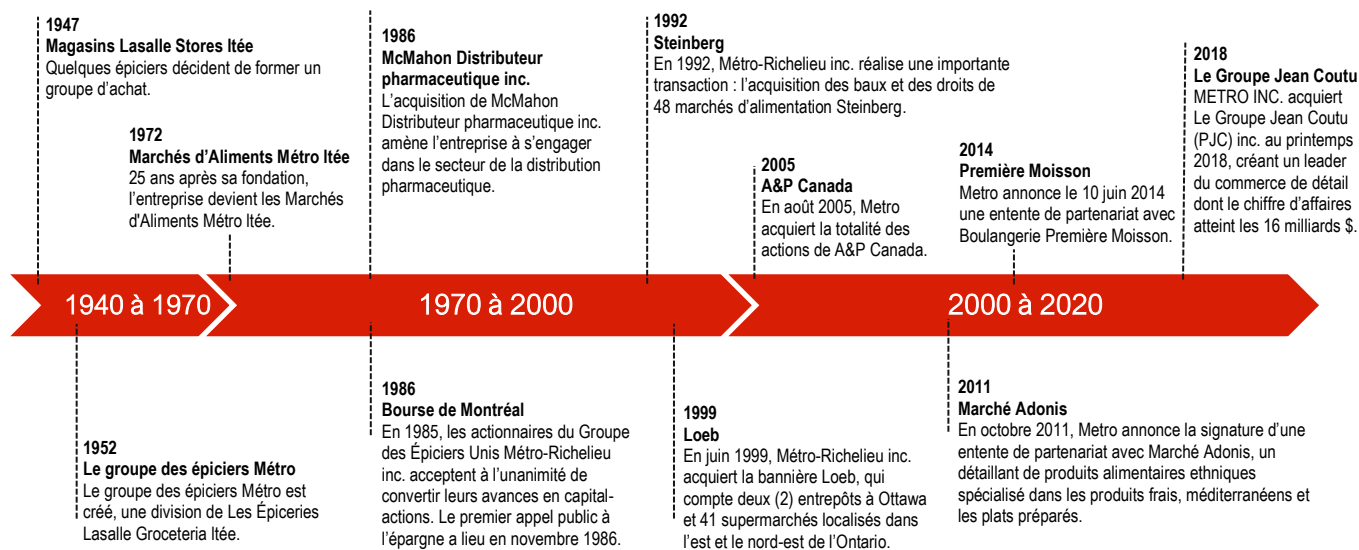 1947
Magasins Lasalle Stores ltée
Quelques épiciers décident de former un
groupe d'achat.
1972
Marchés d'Aliments Métro ltée
25 ans après sa fondation,
l'entreprise devient les Marchés
d'Aliments Métro ltée.
1986
McMahon Distributeur
pharmaceutique inc.
L'acquisition de McMahon
Distributeur pharmaceutique inc.
amène l'entreprise à s'engager
dans le secteur de la distribution
pharmaceutique.
1992
Steinberg
En 1992, Métro-Richelieu inc. réalise une importante
transaction : l'acquisition des baux et des droits de
48 marchés d'alimentation Steinberg.
2005
A&P Canada
En août 2005, Metro
acquiert la totalité des
actions de A&P Canada.
2014
Première Moisson
Metro annonce le 10 juin 2014
une entente de partenariat avec
Boulangerie Première Moisson.
2018
Le Groupe Jean Coutu
METRO INC. acquiert
Le Groupe Jean Coutu
(PJC) inc. au printemps
2018, créant un leader
du commerce de détail
dont le chiffre d'affaires
atteint les 16 milliards $.
1940 à 1970
1970 à 2000
2000 à 2020
1952
Le groupe des épiciers Métro
Le groupe des épiciers Métro est
créé, une division de Les Épiceries
Lasalle Groceteria ltée.
1986
Bourse de Montréal
En 1985, les actionnaires du Groupe
des Épiciers Unis Métro-Richelieu
inc. acceptent à l'unanimité de
convertir leurs avances en capital-
actions. Le premier appel public à
l'épargne a lieu en novembre 1986.
1999
Loeb
En juin 1999, Métro-Richelieu inc.
acquiert la bannière Loeb, qui
compte deux (2) entrepôts à Ottawa
et 41 supermarchés localisés dans
l'est et le nord-est de l'Ontario.
2011
Marché Adonis
En octobre 2011, Metro annonce la signature d'une
entente de partenariat avec Marché Adonis, un
détaillant de produits alimentaires ethniques
spécialisé dans les produits frais, méditerranéens et
les plats préparés.